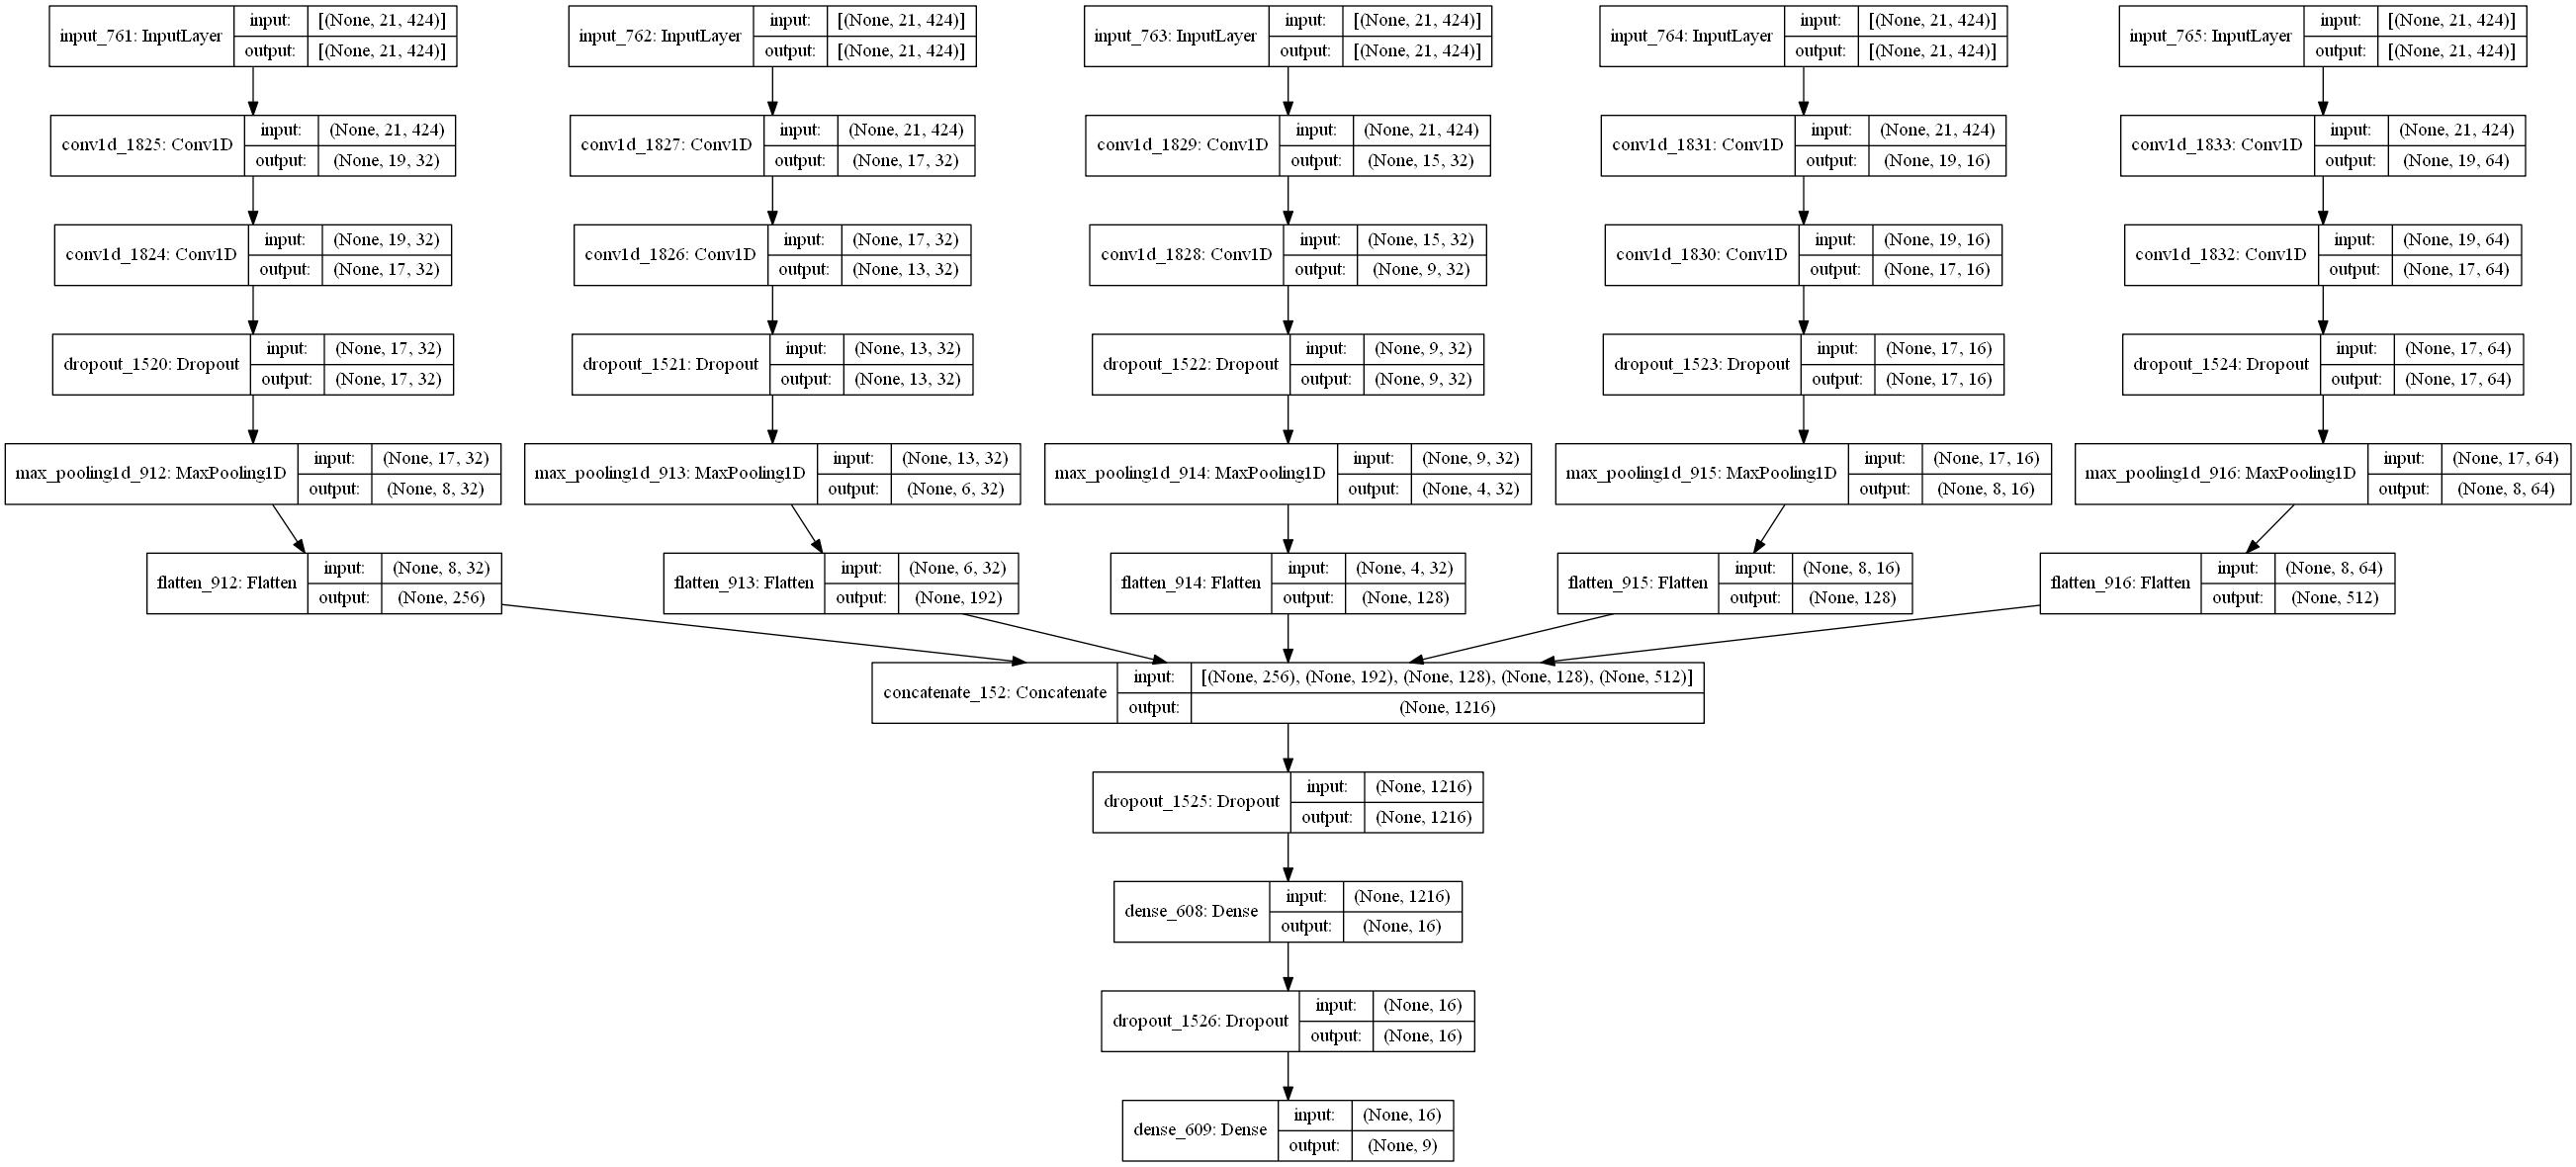 input_761: InputLayer input: [(None, 21, 424)]
output: [(None, 21, 424)]
input_762: InputLayer input: [(None, 21, 424)]
output: [(None, 21, 424)]
input_763: InputLayer input: [(None, 21, 424)]
output: [(None, 21, 424)]
input_764: InputLayer input: [(None, 21, 424)]
output: [(None, 21, 424)]
input_765: InputLayer input: [(None, 21, 424)]
output: [(None, 21, 424)]
conv1d_1825: Conv1D input: (None, 21, 424)
output: (None, 19, 32)
conv1d_1827: Conv1D input: (None, 21, 424)
output: (None, 17, 32)
conv1d_1829: Conv1D input: (None, 21, 424)
output: (None, 15, 32)
conv1d_1831: Conv1D input: (None, 21, 424)
output: (None, 19, 16)
conv1d_1833: Conv1D input: (None, 21, 424)
output: (None, 19, 64)
conv1d_1824: Conv1D input: (None, 19, 32)
output: (None, 17, 32)
conv1d_1826: Conv1D input: (None, 17, 32)
output: (None, 13, 32)
conv1d_1828: Conv1D input: (None, 15, 32)
output: (None, 9, 32)
conv1d_1830: Conv1D input: (None, 19, 16)
output: (None, 17, 16)
conv1d_1832: Conv1D input: (None, 19, 64)
output: (None, 17, 64)
dropout_1520: Dropout input: (None, 17, 32)
output: (None, 17, 32)
dropout_1521: Dropout input: (None, 13, 32)
output: (None, 13, 32)
dropout_1522: Dropout input: (None, 9, 32)
output: (None, 9, 32)
dropout_1523: Dropout input: (None, 17, 16)
output: (None, 17, 16)
dropout_1524: Dropout input: (None, 17, 64)
output: (None, 17, 64)
max_pooling1d_912: MaxPooling1D input: (None, 17, 32)
output: (None, 8, 32)
max_pooling1d_913: MaxPooling1D input: (None, 13, 32)
output: (None, 6, 32)
max_pooling1d_914: MaxPooling1D input: (None, 9, 32)
output: (None, 4, 32)
max_pooling1d_915: MaxPooling1D input: (None, 17, 16)
output: (None, 8, 16)
max_pooling1d_916: MaxPooling1D input: (None, 17, 64)
output: (None, 8, 64)
flatten_912: Flatten input: (None, 8, 32)
output: (None, 256)
flatten_913: Flatten input: (None, 6, 32)
output: (None, 192)
flatten_914: Flatten input: (None, 4, 32)
output: (None, 128)
flatten_915: Flatten input: (None, 8, 16)
output: (None, 128)
flatten_916: Flatten input: (None, 8, 64)
output: (None, 512)
concatenate_152: Concatenate input: [(None, 256), (None, 192), (None, 128), (None, 128), (None, 512)]
output: (None, 1216)
dropout_1525: Dropout input: (None, 1216)
output: (None, 1216)
dense_608: Dense input: (None, 1216)
output: (None, 16)
dropout_1526: Dropout input: (None, 16)
output: (None, 16)
dense_609: Dense input: (None, 16)
output: (None, 9)